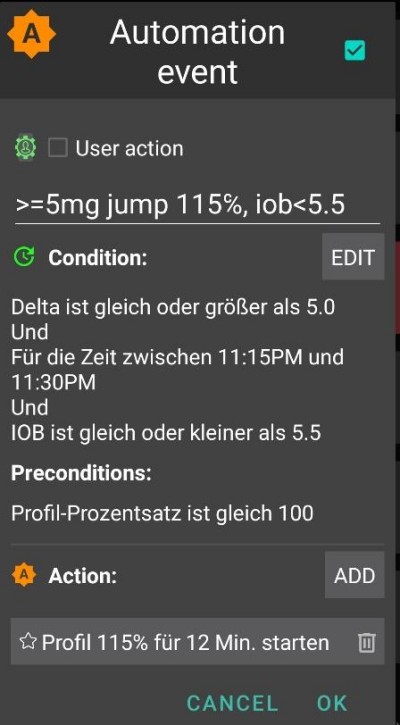 A
Automation
event
User action
>=5mg jump 115%, iob<5.5
Condition:
EDIT
Delta ist gleich oder größer als 5.0
Und
Für die Zeit zwischen 11:15PM und
11:30PM
Und
IOB ist gleich oder kleiner als 5.5
Preconditions:
Profil-Prozentsatz ist gleich 100
A
Action:
ADD
Profil 115% für 12 Min. starten
CANCEL
OK